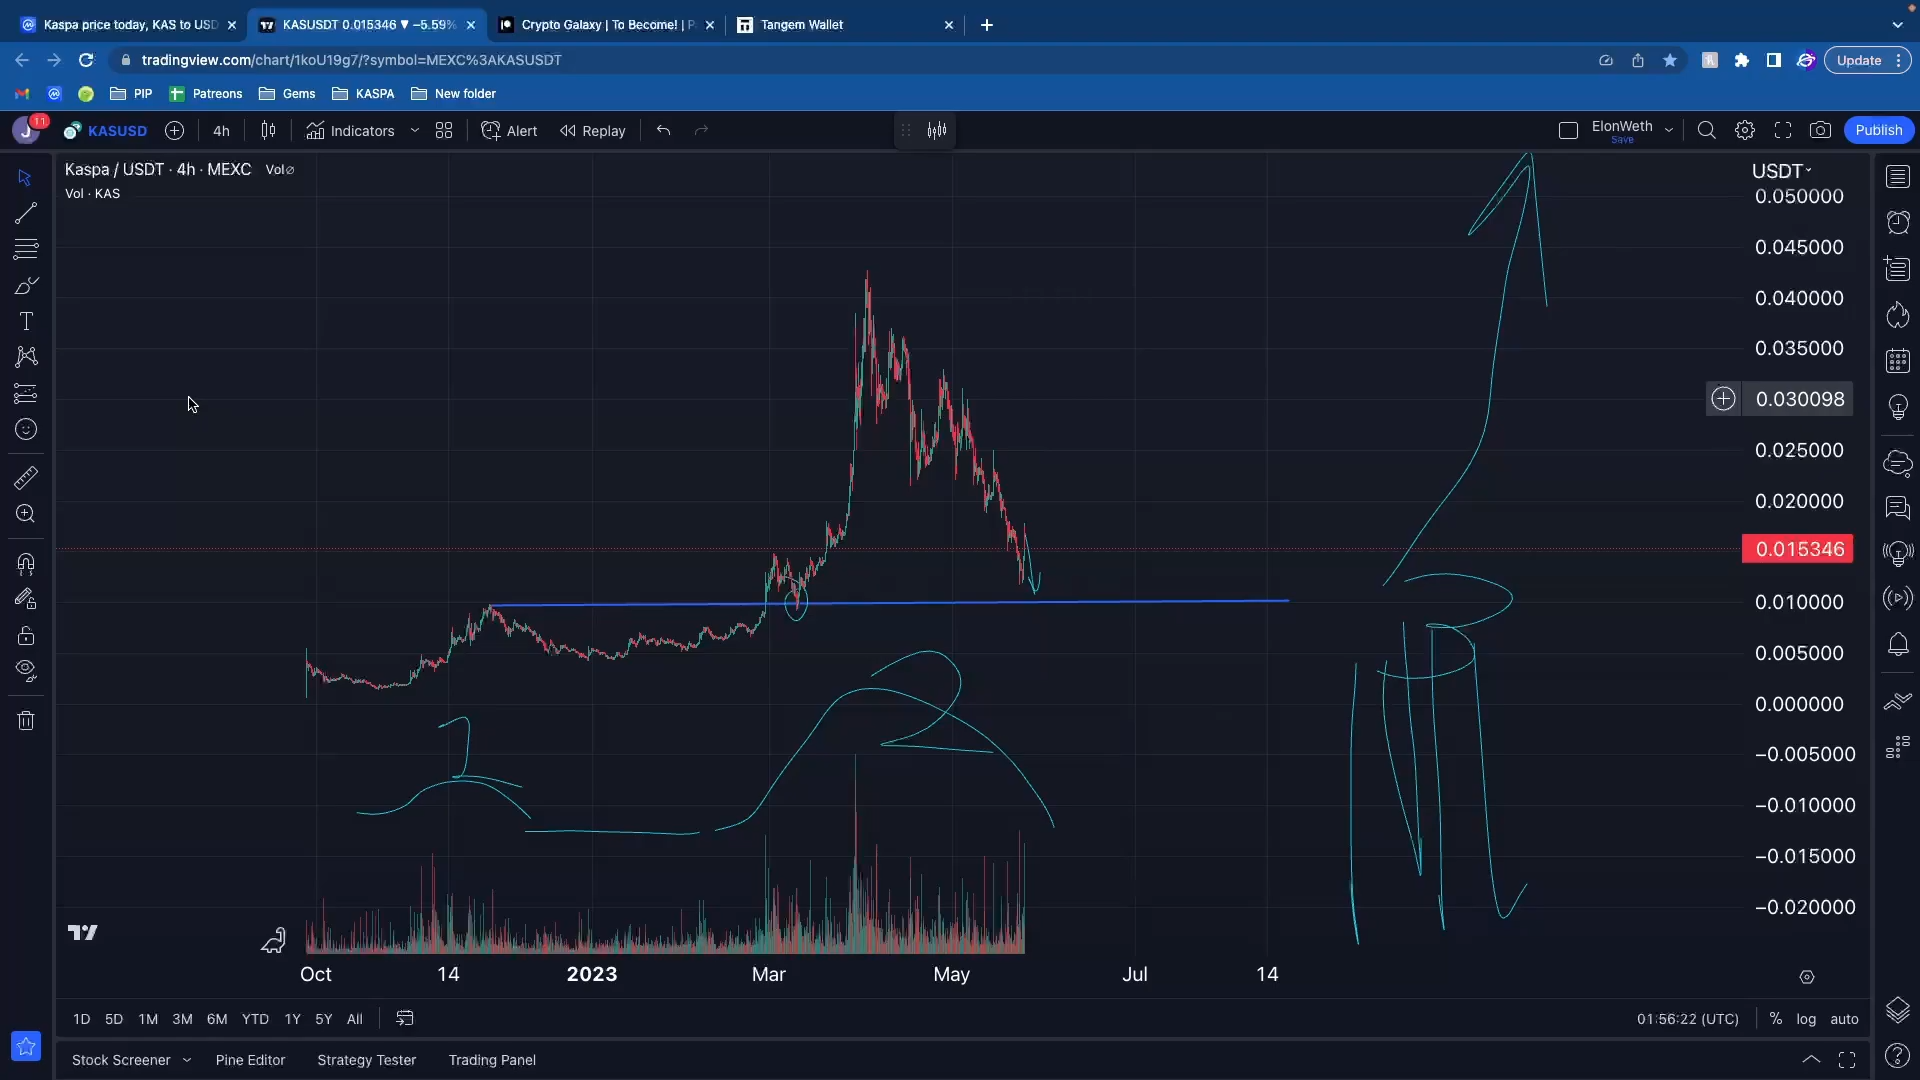 Kaspa price today, KAS to USD
KASUSDT 0.015346 ▼ −5.59%
Crypto Galaxy | To Become! | P
Tangem Wallet
tradingview.com/chart/1koU19g7/?symbol=MEXC%3AKASUSDT
Update
PIP
Patreons
Gems
KASPA
New folder
J
11
KASUSD
4h
Indicators
Alert
Replay
ElonWeth
Save
Publish
Kaspa / USDT · 4h · MEXC
Vol
Vol · KAS
USDT
0.050000
0.045000
0.040000
0.035000
0.030098
0.025000
0.020000
0.015346
0.010000
0.005000
0.000000
−0.005000
−0.010000
−0.015000
−0.020000
1
2
Oct
14
2023
Mar
May
Jul
14
1D
5D
1M
3M
6M
YTD
1Y
5Y
All
01:56:22 (UTC)
%
log
auto
Stock Screener
Pine Editor
Strategy Tester
Trading Panel